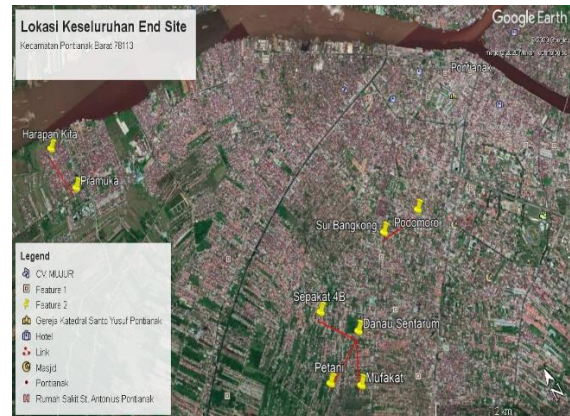 Lokasi Keseluruhan End Site
Kecamatan Pontianak Barat 78113
Google Earth
Pontianak
Harapan Kita
Pramuka
Sui Bangkong
Podomoro
Sepakat 4B
Danau Sentarum
Petani
Mufakat
Legend
CV. MUJUR
Feature 1
Feature 2
Gereja Katedral Santo Yusuf Pontianak
Hotel
Link
Masjid
Pontianak
Rumah Sakit St. Antonius Pontianak
N
2 km